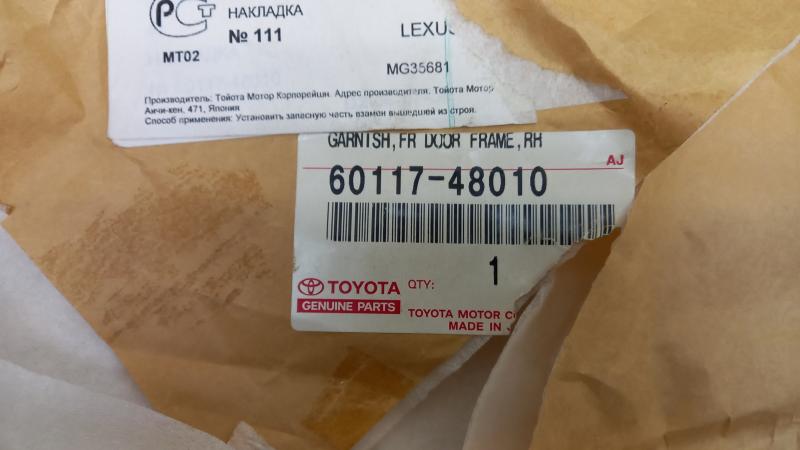 НАКЛАДКА
№ 111
LEXUS
МТ02
MG35681
Производитель: Тойота Мотор Корпорейшн. Адрес производителя: Тойота Мотор
Аичи-кен, 471, Япония
Способ применения: Установить запасную часть взамен вышедшей из строя.
GARNISH, FR DOOR FRAME, RH
AJ
60117-48010
TOYOTA
QTY:
1
GENUINE PARTS
TOYOTA MOTOR
MADE IN